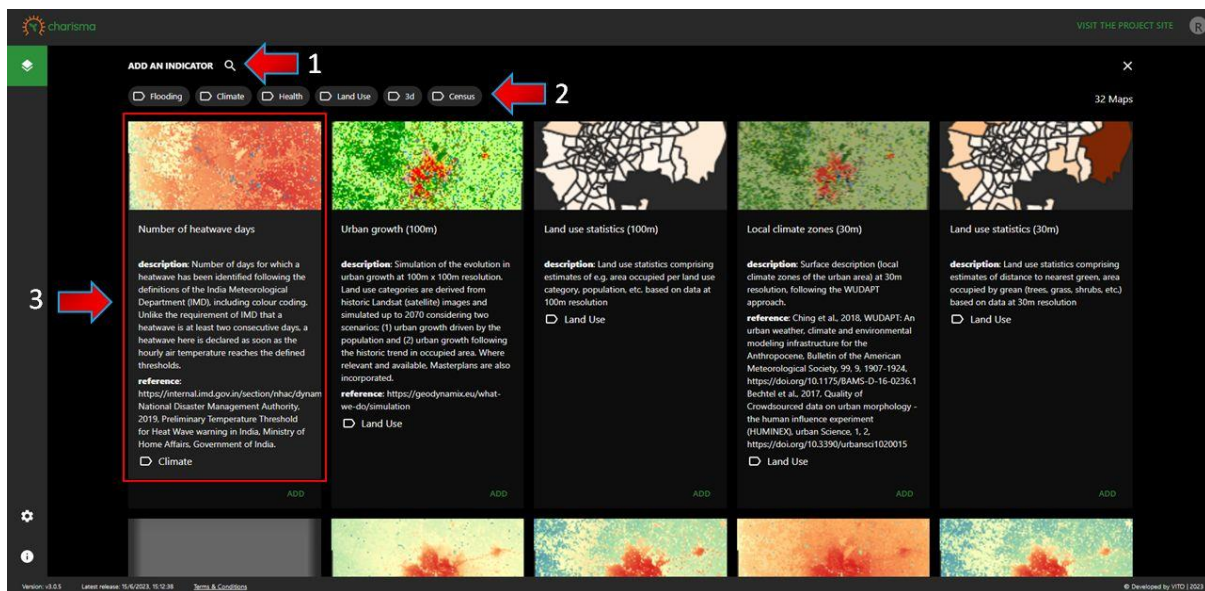 charisma
VISIT THE PROJECT SITE
R
ADD AN INDICATOR
1
Flooding
Climate
Health
Land Use
3d
Census
2
32 Maps
3
Number of heatwave days
description: Number of days for which a
heatwave has been identified following the
definitions of the India Meteorological
Department (IMD), including colour coding.
Unlike the requirement of IMD that a
heatwave is at least two consecutive days, a
heatwave here is declared as soon as the
hourly air temperature reaches the defined
thresholds.
reference:
https://internal.imd.gov.in/section/nhac/dynam
National Disaster Management Authority,
2019, Preliminary Temperature Threshold
for Heat Wave warning in India, Ministry of
Home Affairs, Government of India.
Climate
ADD
Urban growth (100m)
description: Simulation of the evolution in
urban growth at 100m x 100m resolution.
Land use categories are derived from
historic Landsat (satellite) images and
simulated up to 2070 considering two
scenarios: (1) urban growth driven by the
population and (2) urban growth following
the historic trend in occupied area. Where
relevant and available, Masterplans are also
incorporated.
reference: https://geodynamix.eu/what-
we-do/simulation
Land Use
ADD
Land use statistics (100m)
description: Land use statistics comprising
estimates of e.g. area occupied per land use
category, population, etc. based on data at
100m resolution
Land Use
ADD
Local climate zones (30m)
description: Surface description (local
climate zones of the urban area) at 30m
resolution, following the WUDAPT
approach.
reference: Ching et al., 2018, WUDAPT: An
urban weather, climate and environmental
modeling infrastructure for the
Anthropocene, Bulletin of the American
Meteorological Society, 99, 9, 1907-1924,
https://doi.org/10.1175/BAMS-D-16-0236.1
Bechtel et al., 2017, Quality of
Crowdsourced data on urban morphology -
the human influence experiment
(HUMINEX), urban Science, 1, 2,
https://doi.org/10.3390/urbansci1020015
Land Use
ADD
Land use statistics (30m)
description: Land use statistics comprising
estimates of distance to nearest green, area
occupied by grean (trees, grass, shrubs, etc.)
based on data at 30m resolution
Land Use
ADD
Version: v3.0.5
Latest release: 15/6/2023, 15:12:38
Terms & Conditions
© Developed by VITO | 2023